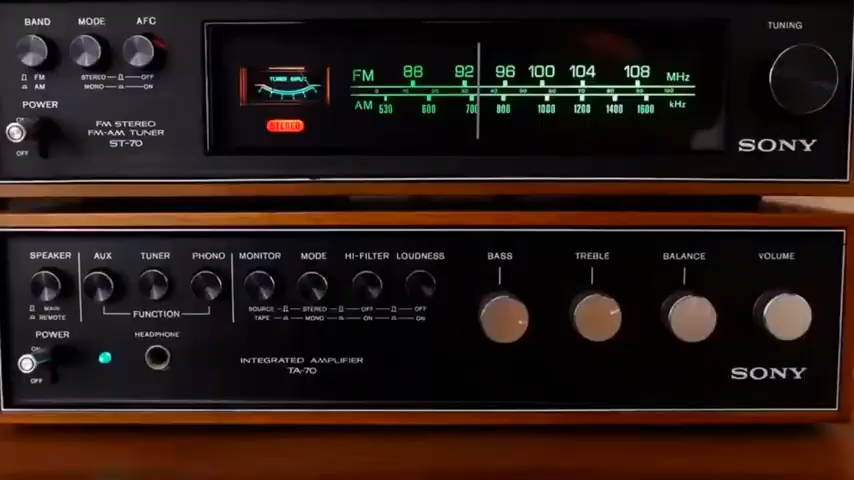 BAND MODE AFC
FM STEREO OFF
AM MONO ON
POWER
ON
OFF
FM STEREO
FM-AM TUNER
ST-70
TUNER INPUT
STEREO
FM 88 92 96 100 104 108 MHz
AM 530 600 700 800 1000 1200 1400 1600 kHz
TUNING
SONY
SPEAKER AUX TUNER PHONO MONITOR MODE HI-FILTER LOUDNESS BASS TREBLE BALANCE VOLUME
MAIN SOURCE STEREO OFF OFF
REMOTE FUNCTION TAPE MONO ON ON
POWER HEADPHONE
ON
OFF
INTEGRATED AMPLIFIER
TA-70
SONY